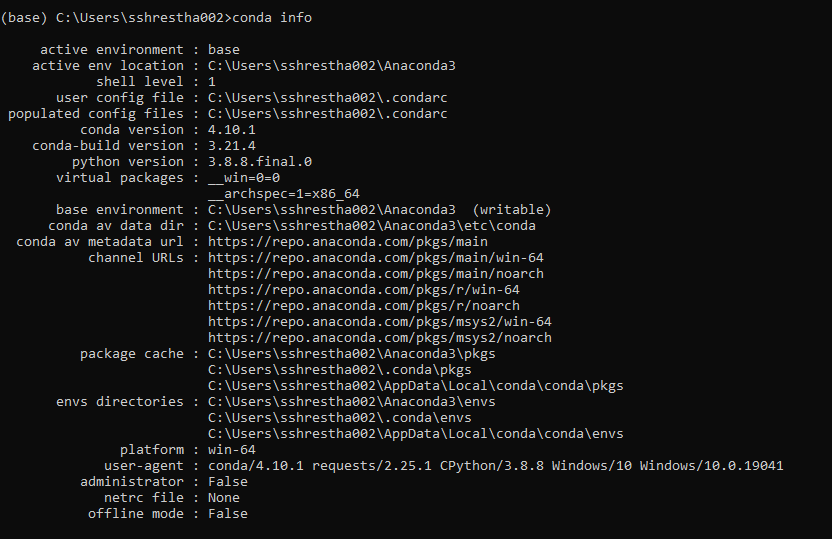 (base) C:\Users\sshrestha002>conda info
active environment : base
active env location : C:\Users\sshrestha002\Anaconda3
shell level : 1
user config file : C:\Users\sshrestha002\.condarc
populated config files : C:\Users\sshrestha002\.condarc
conda version : 4.10.1
conda-build version : 3.21.4
python version : 3.8.8.final.0
virtual packages : __win=0=0
__archspec=1=x86_64
base environment : C:\Users\sshrestha002\Anaconda3  (writable)
conda av data dir : C:\Users\sshrestha002\Anaconda3\etc\conda
conda av metadata url : https://repo.anaconda.com/pkgs/main
channel URLs : https://repo.anaconda.com/pkgs/main/win-64
https://repo.anaconda.com/pkgs/main/noarch
https://repo.anaconda.com/pkgs/r/win-64
https://repo.anaconda.com/pkgs/r/noarch
https://repo.anaconda.com/pkgs/msys2/win-64
https://repo.anaconda.com/pkgs/msys2/noarch
package cache : C:\Users\sshrestha002\Anaconda3\pkgs
C:\Users\sshrestha002\.conda\pkgs
C:\Users\sshrestha002\AppData\Local\conda\conda\pkgs
envs directories : C:\Users\sshrestha002\Anaconda3\envs
C:\Users\sshrestha002\.conda\envs
C:\Users\sshrestha002\AppData\Local\conda\conda\envs
platform : win-64
user-agent : conda/4.10.1 requests/2.25.1 CPython/3.8.8 Windows/10 Windows/10.0.19041
administrator : False
netrc file : None
offline mode : False